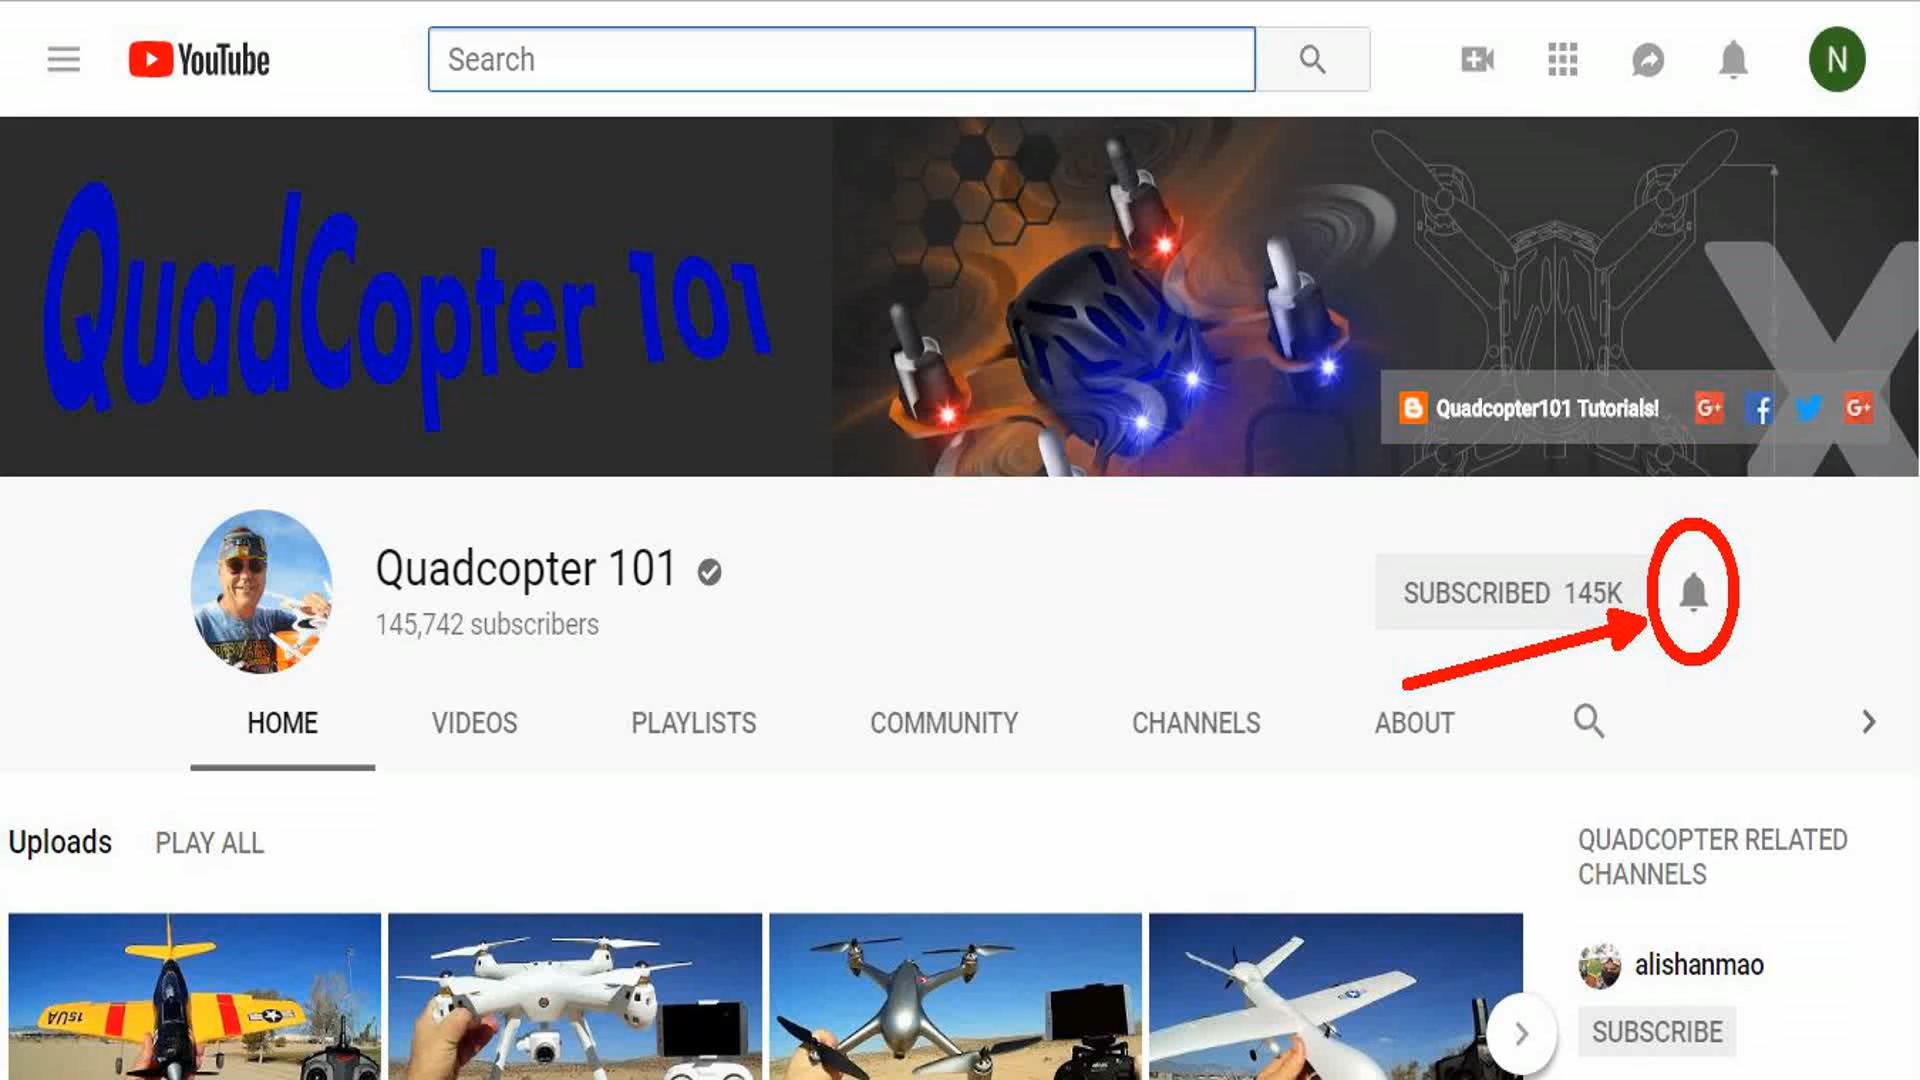 YouTube
Search
N
QuadCopter 101
X
Quadcopter101 Tutorials!
G+
f
G+
Quadcopter 101
145,742 subscribers
SUBSCRIBED 145K
HOME VIDEOS PLAYLISTS COMMUNITY CHANNELS ABOUT
Uploads PLAY ALL
QUADCOPTER RELATED
CHANNELS
alishanmao
SUBSCRIBE